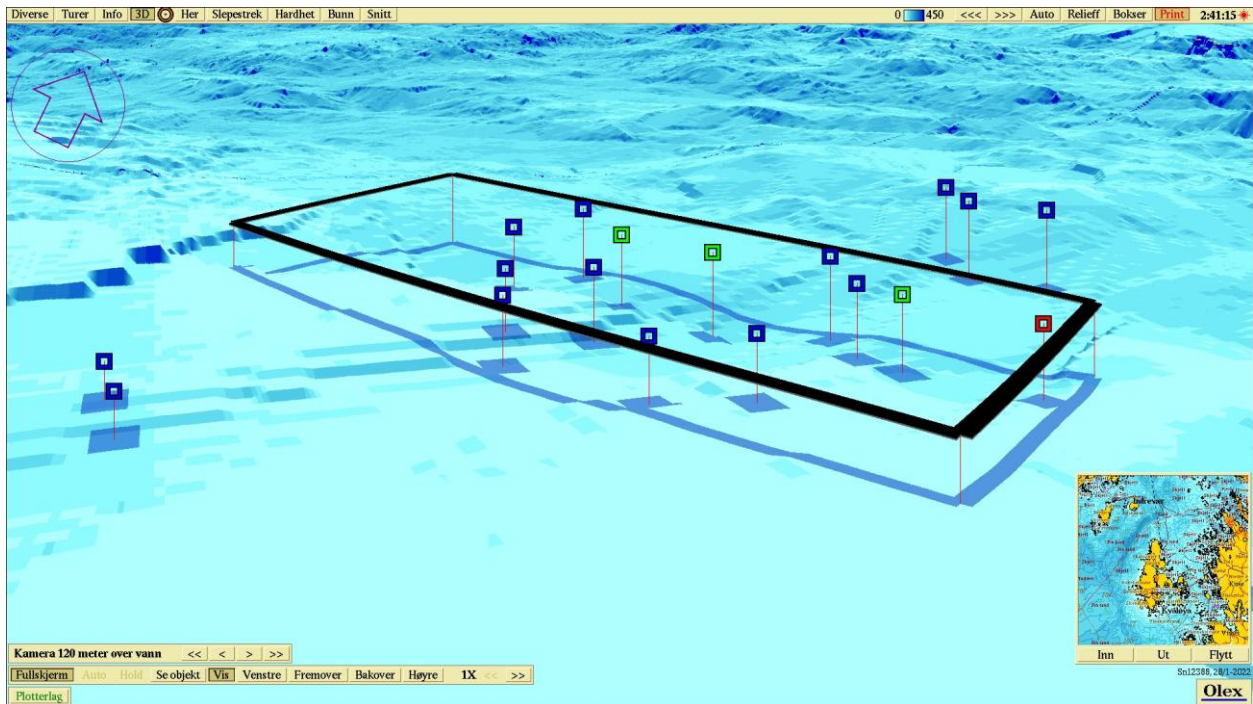 Diverse Turer Info 3D Her Slepestrek Hardhet Bunn Snitt 0 450 <<< >>> Auto Relieff Bokser Print 2:41:15
Kamera 120 meter over vann << < > >>
Fullskjerm Auto Hold Se objekt Vis Venstre Fremover Bakover Høyre 1X << >>
Plotterlag
Inn Ut Flytt
Sn12388, 28/1-2022
Olex